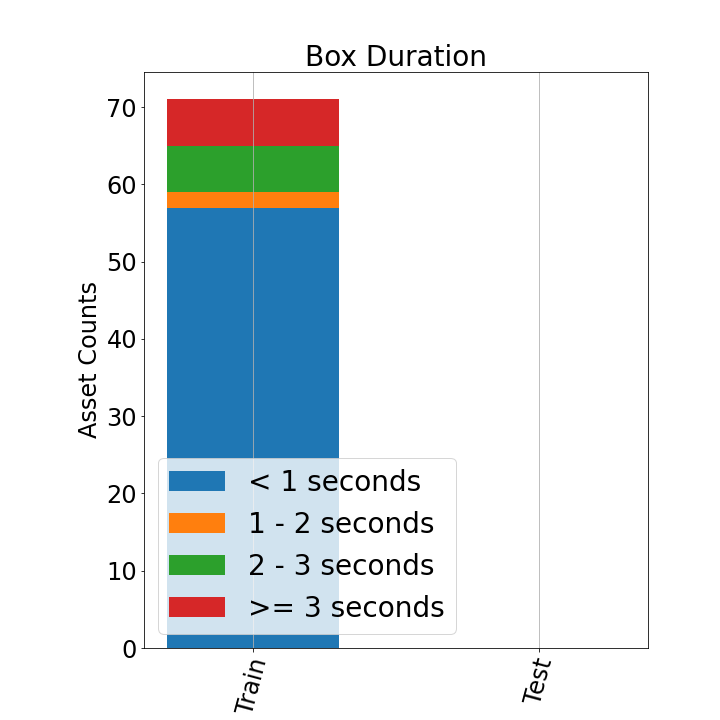 Box Duration
Asset Counts
70
60
50
40
30
20
10
0
< 1 seconds
1 - 2 seconds
2 - 3 seconds
>= 3 seconds
Train
Test